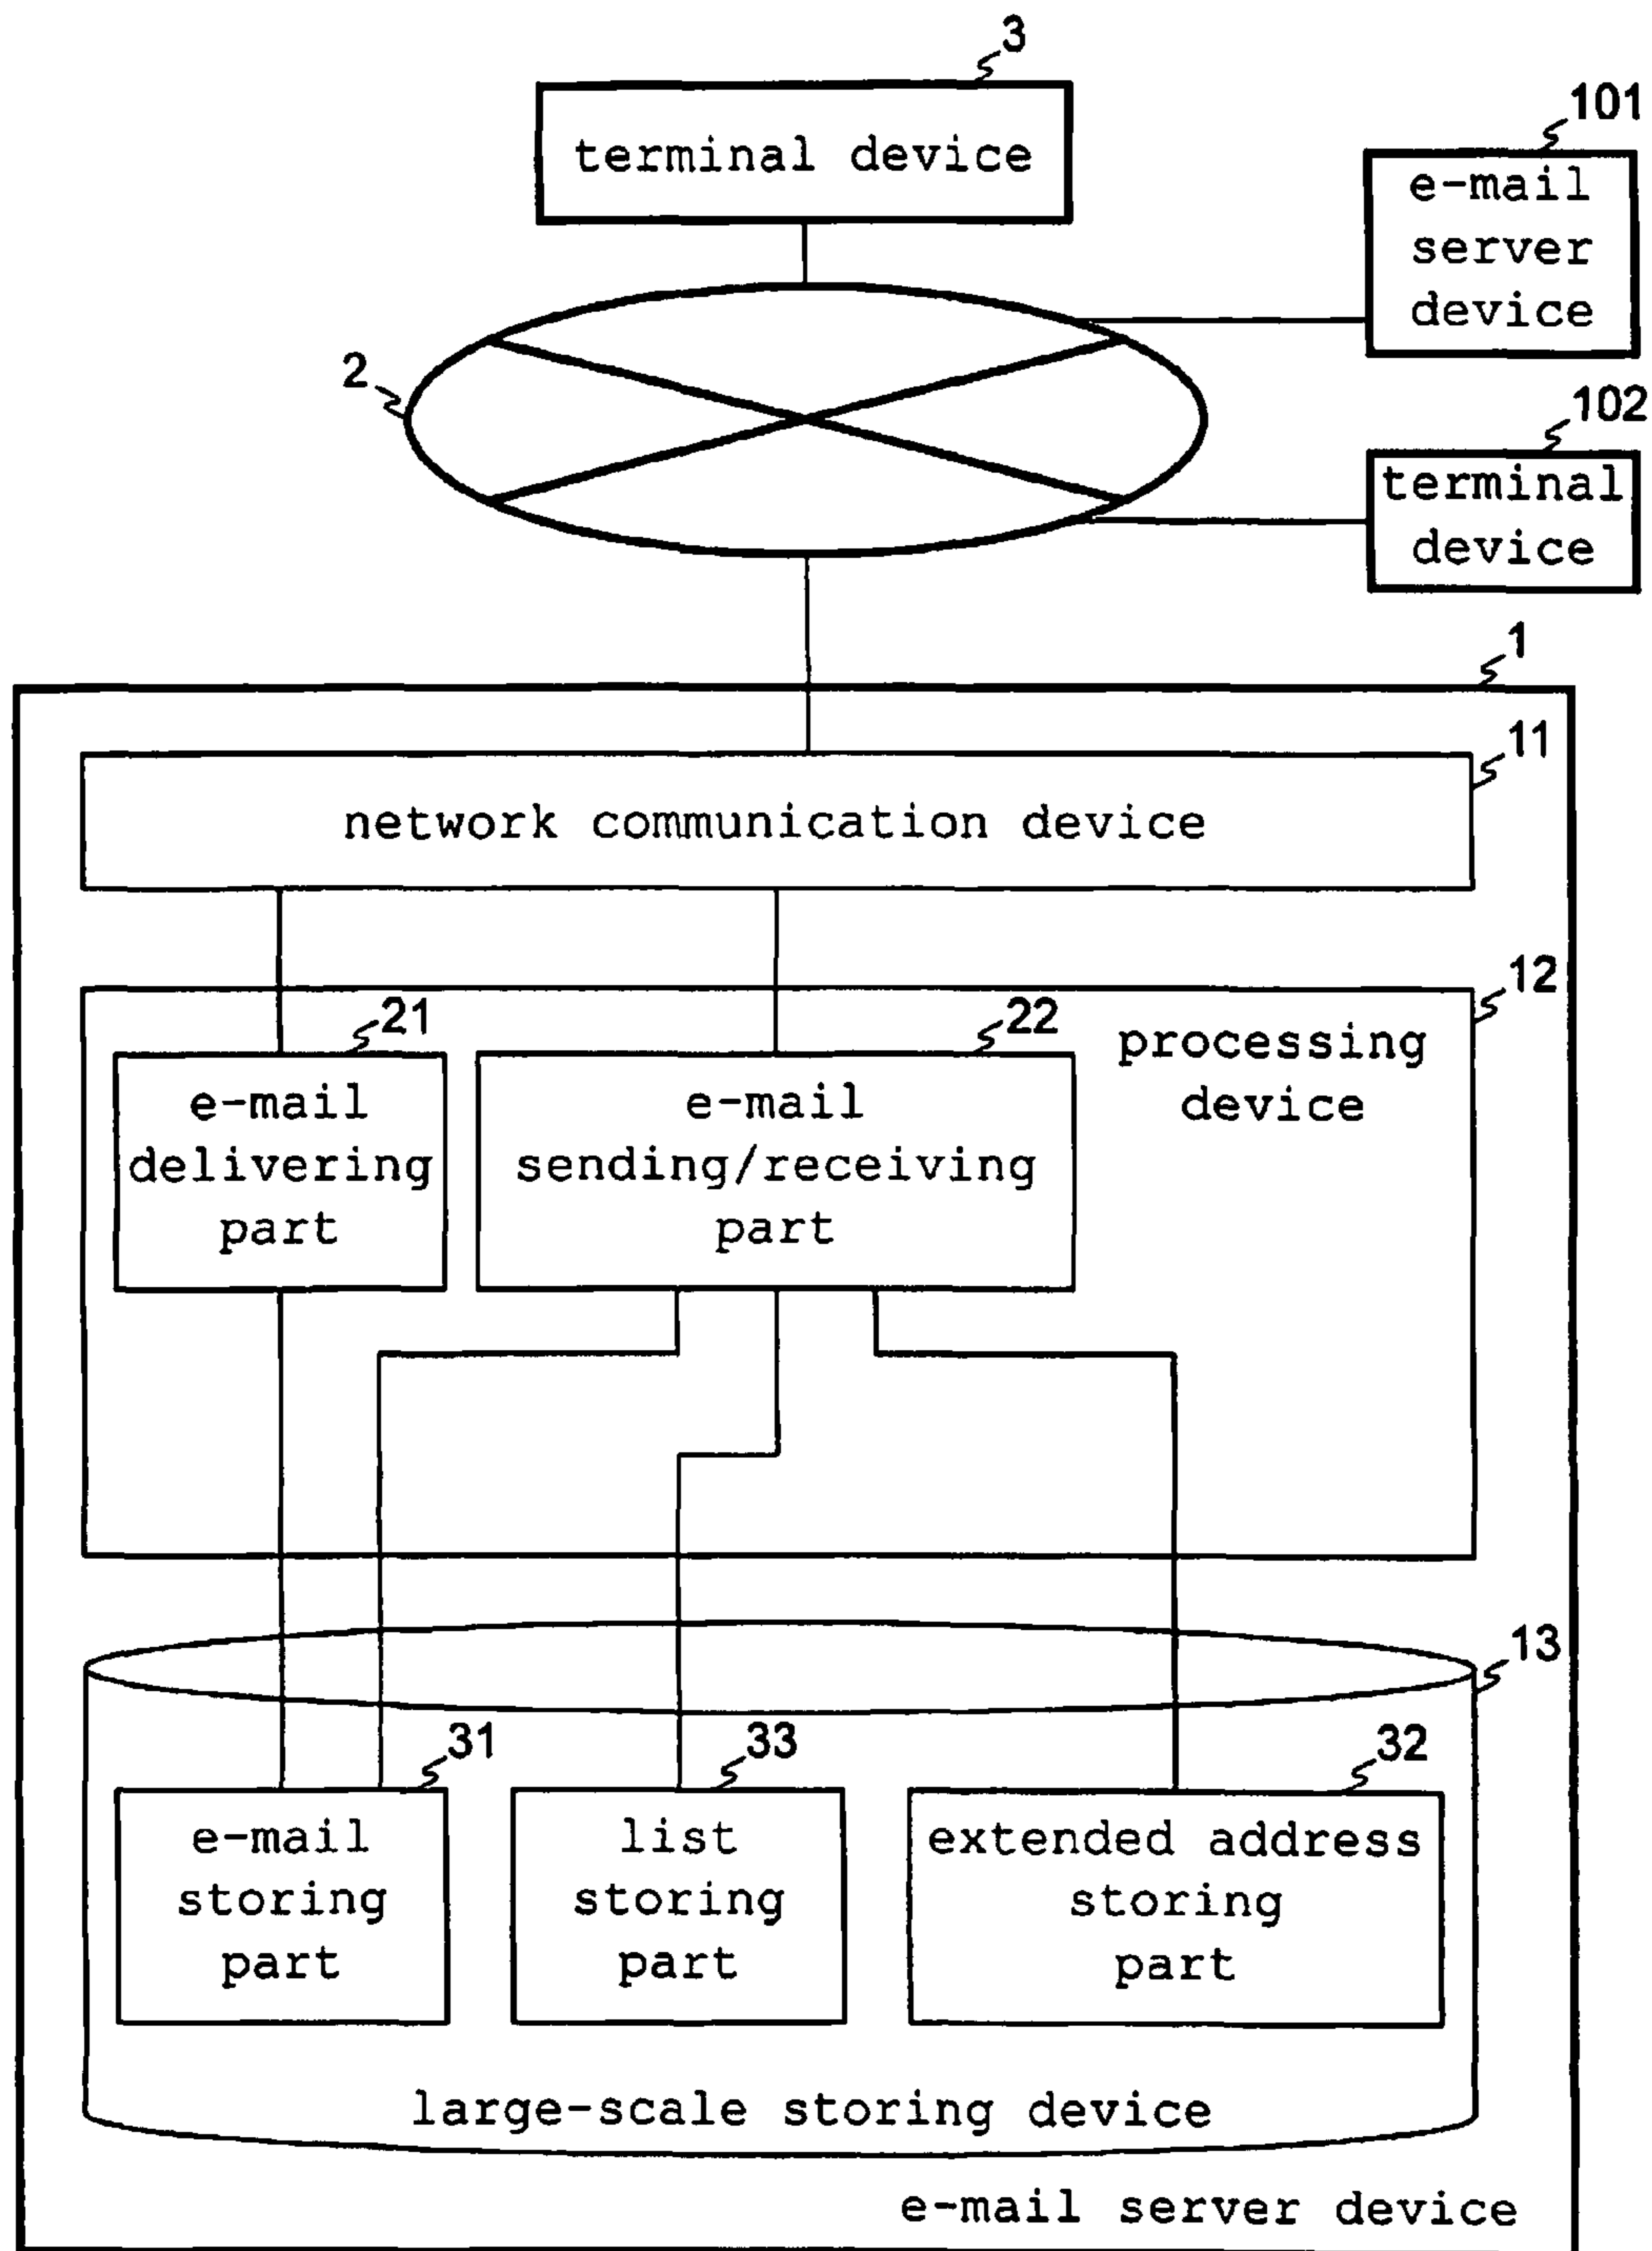 3
terminal device
101
e-mail
server
device
2
102
terminal
device
1
11
network communication device
12
processing
device
21
e-mail
delivering
part
22
e-mail
sending/receiving
part
13
31
e-mail
storing
part
33
list
storing
part
32
extended address
storing
part
large-scale storing device
e-mail server device